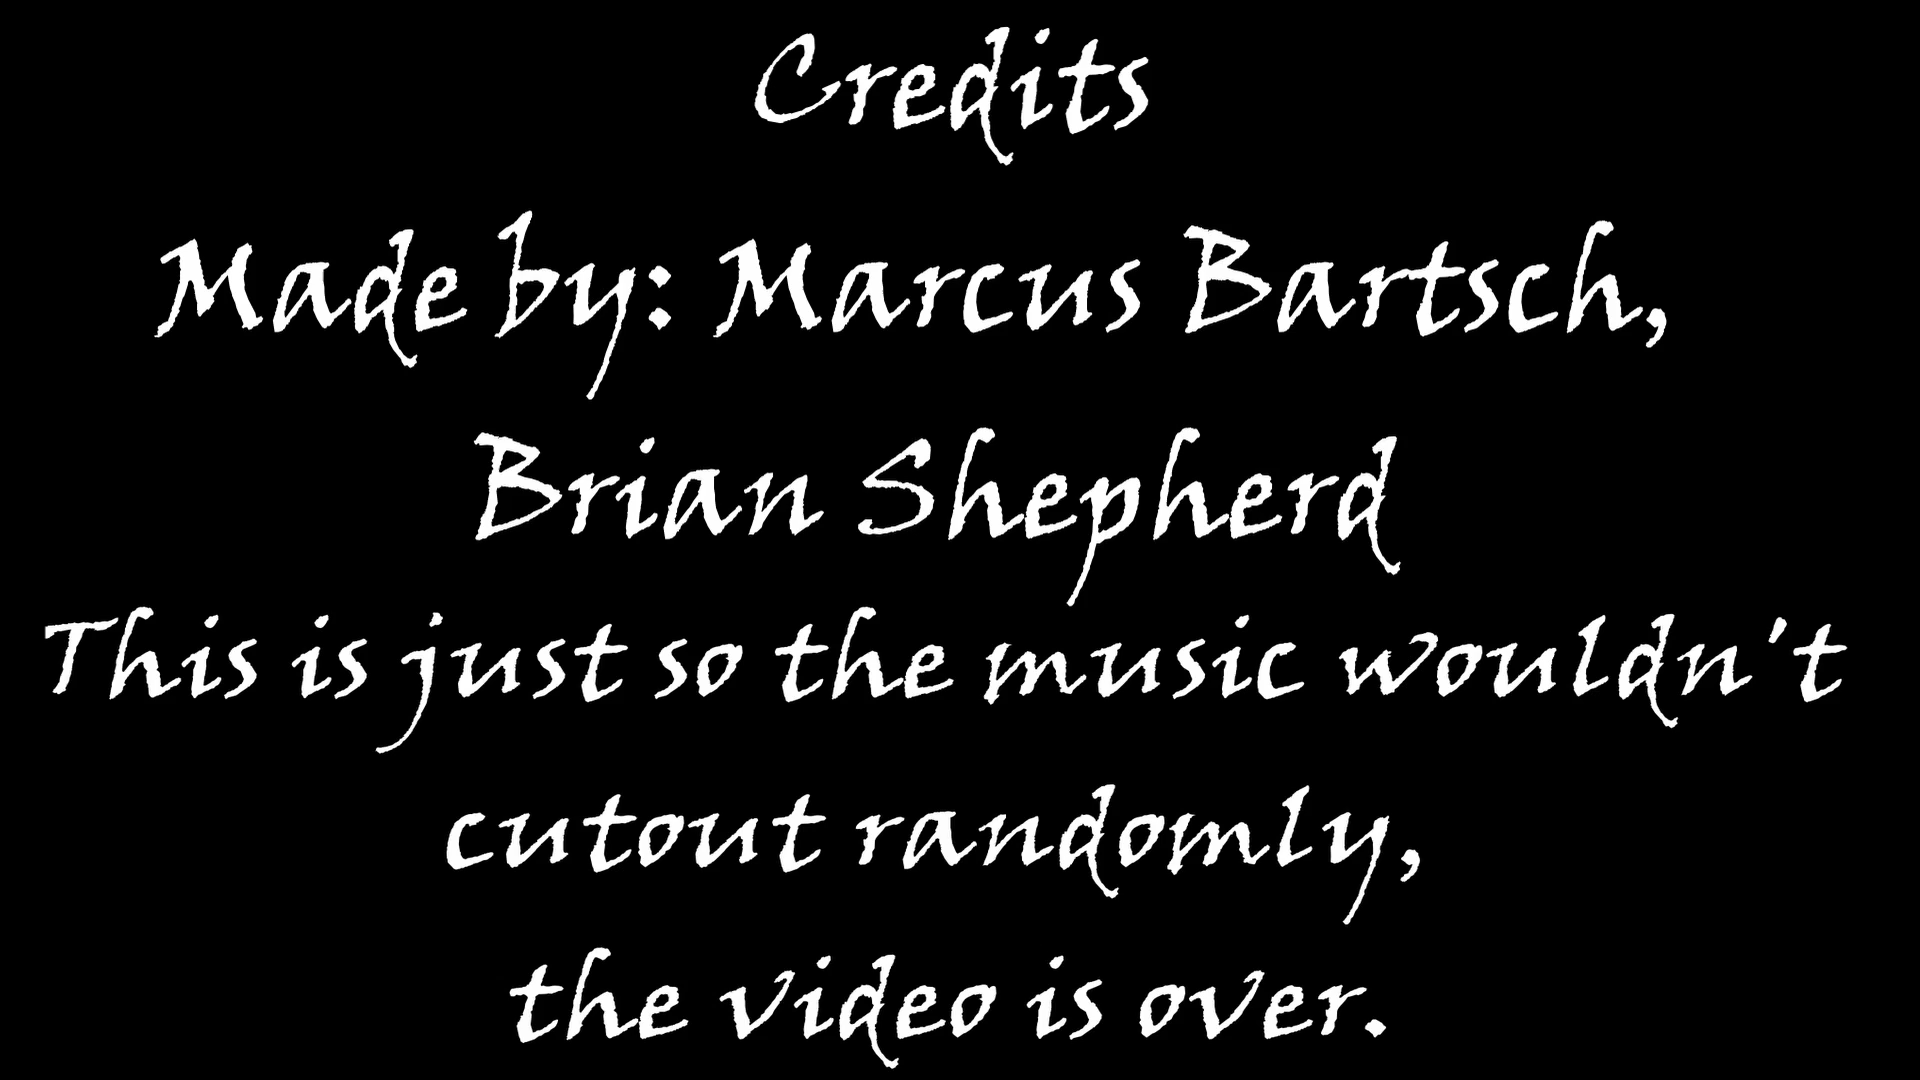 Credits
Made by: Marcus Bartsch,
Brian Shepherd
This is just so the music wouldn't
cutout randomly,
the video is over.